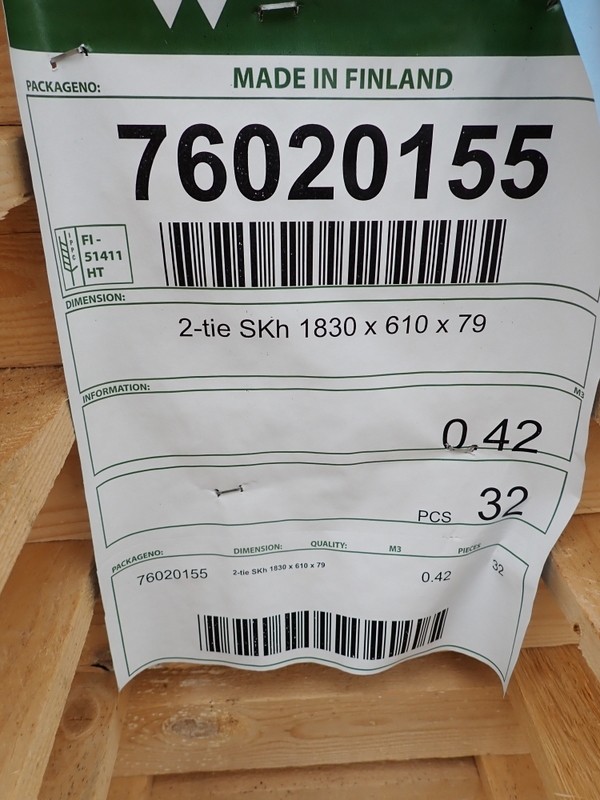 W
MADE IN FINLAND
PACKAGENO:
76020155
IPPC
FI -
51411
HT
DIMENSION:
2-tie SKh 1830 x 610 x 79
INFORMATION:
M3
0.42
PCS 32
PACKAGENO: DIMENSION: QUALITY: M3 PIECES
76020155 2-tie SKh 1830 x 610 x 79 0.42 32